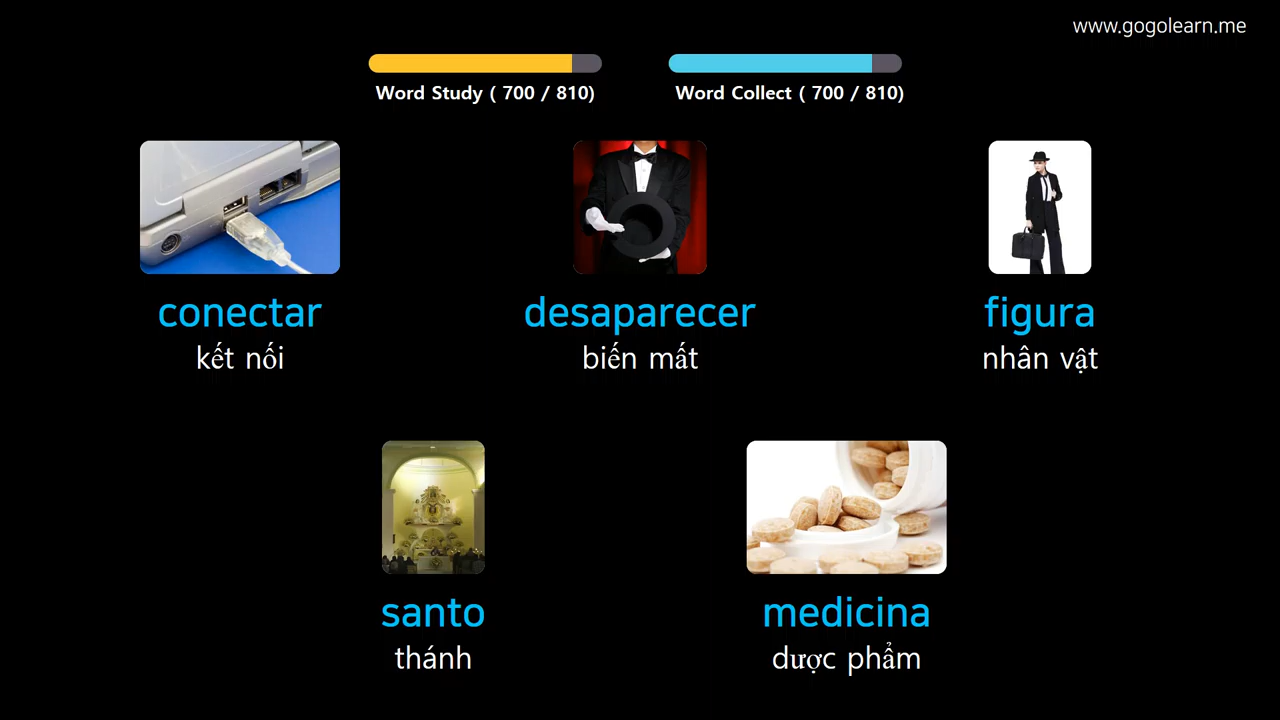 www.gogolearn.me
Word Study ( 700 / 810)
Word Collect ( 700 / 810)
conectar
kết nối
desaparecer
biến mất
figura
nhân vật
santo
thánh
medicina
dược phẩm